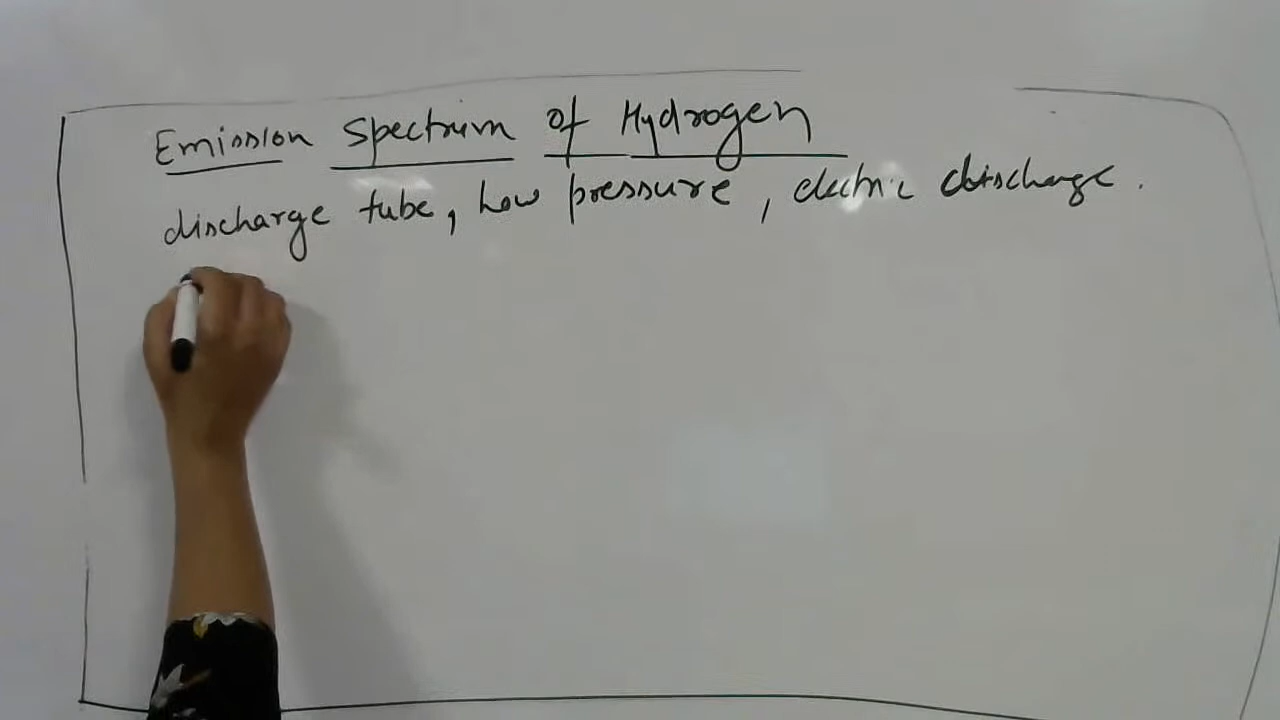 Emission Spectrum of Hydrogen
discharge tube, low pressure, electric discharge.